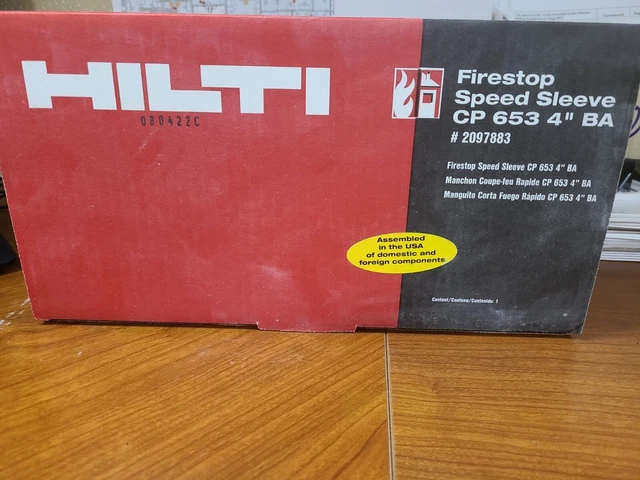 HILTI
080422C
Firestop
Speed Sleeve
CP 653 4" BA
# 2097883
Firestop Speed Sleeve CP 653 4" BA
Manchon Coupe-feu Rapide CP 653 4" BA
Manguito Corta Fuego Rápido CP 653 4" BA
Assembled
in the USA
of domestic and
foreign components
Content/Contenu/Contenido: 1